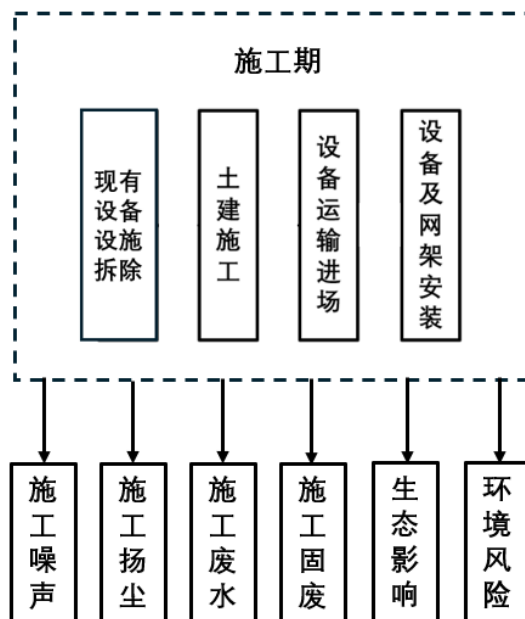 施工期
现有设备设施拆除
土建施工
设备运输进场
设备及网架安装
施工噪声
施工扬尘
施工废水
施工固废
生态影响
环境风险